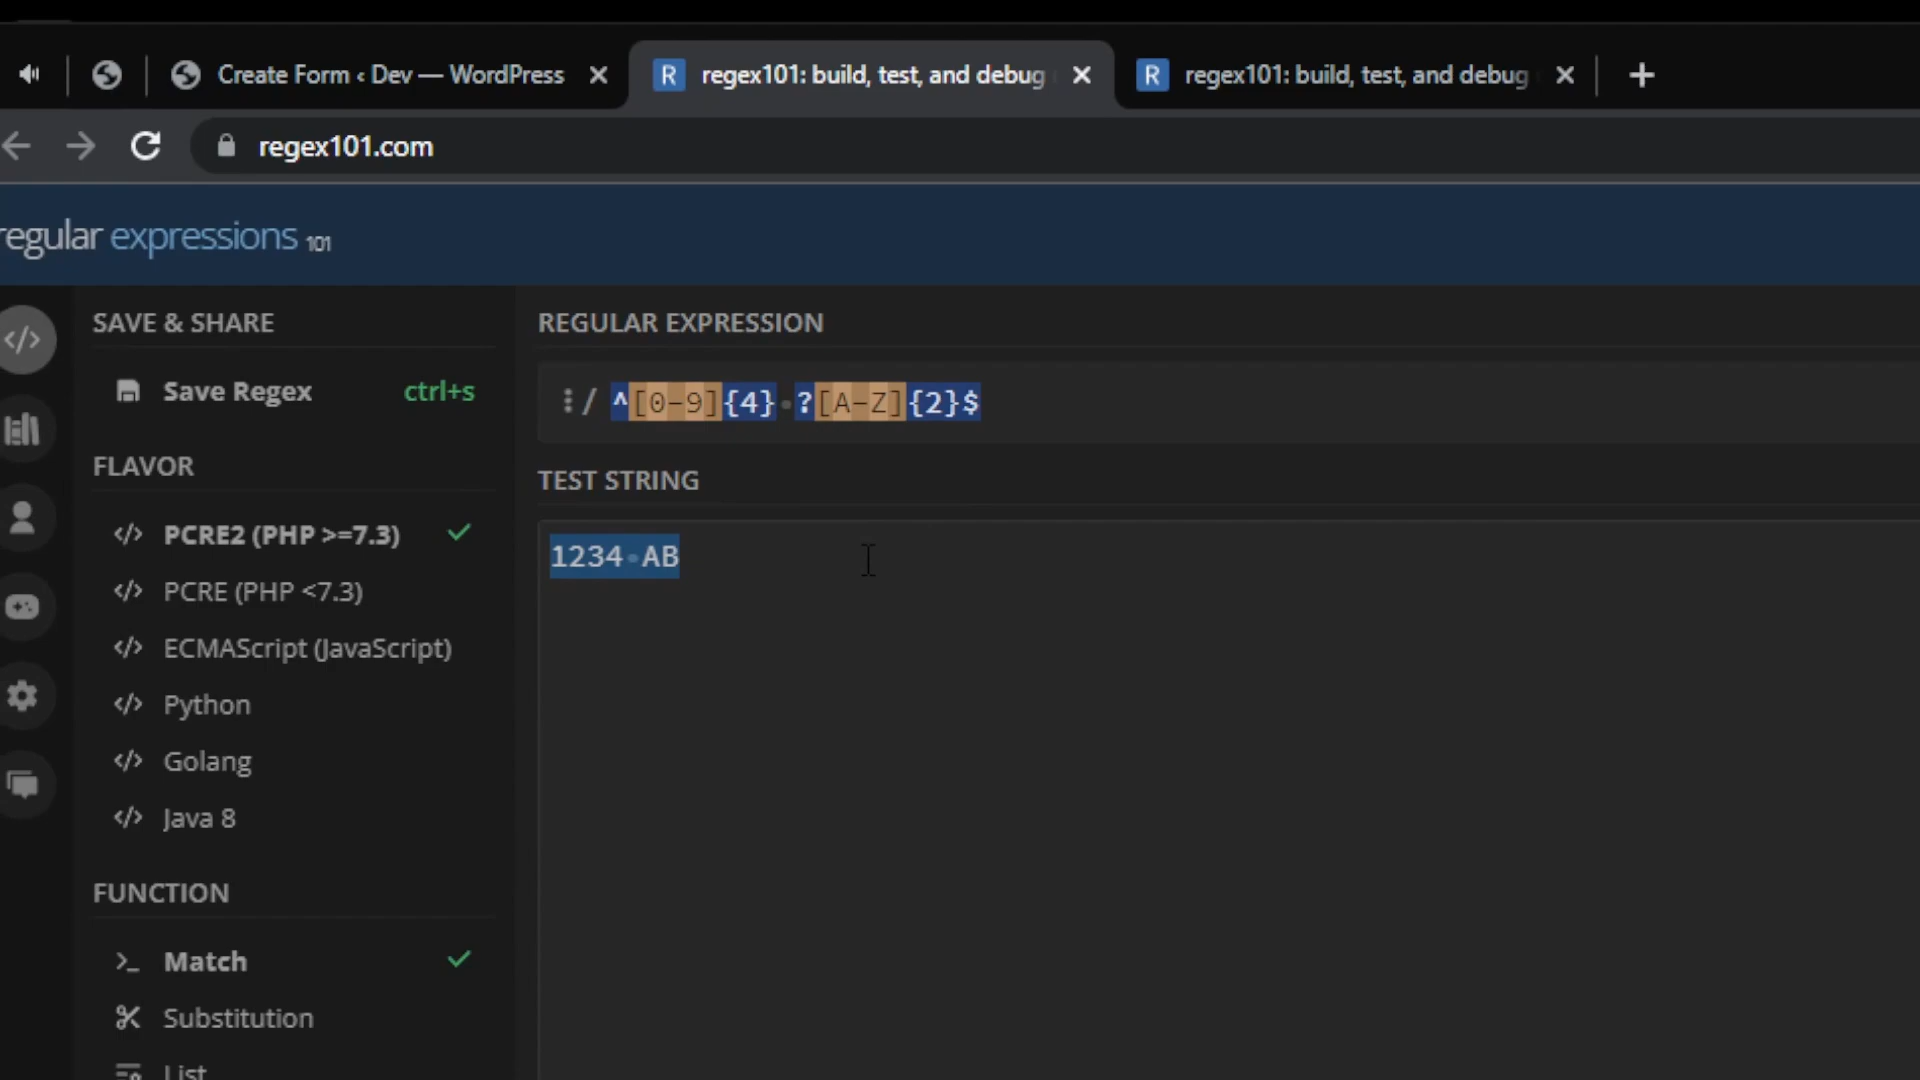 Create Form ‹ Dev — WordPress
regex101: build, test, and debug
regex101: build, test, and debug
regex101.com
regular expressions 101
SAVE & SHARE
Save Regex ctrl+s
FLAVOR
PCRE2 (PHP >=7.3)
PCRE (PHP <7.3)
ECMAScript (JavaScript)
Python
Golang
Java 8
FUNCTION
Match
Substitution
List
REGULAR EXPRESSION
/ ^[0-9]{4}·?[A-Z]{2}$
TEST STRING
1234·AB